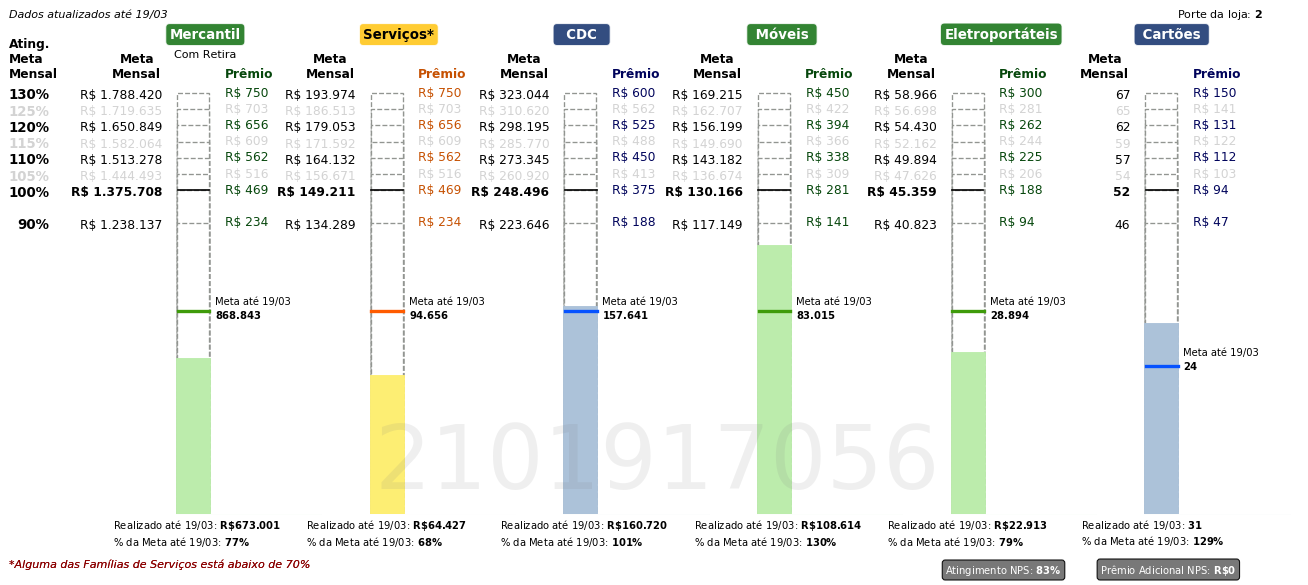 Dados atualizados até 19/03
Porte da loja: 2
Mercantil Serviços* CDC Móveis Eletroportáteis Cartões
Com Retira
Ating. Meta Mensal
Meta Mensal Prêmio Meta Mensal Prêmio Meta Mensal Prêmio Meta Mensal Prêmio Meta Mensal Prêmio Meta Mensal Prêmio
130% R$ 1.788.420 R$ 750 R$ 193.974 R$ 750 R$ 323.044 R$ 600 R$ 169.215 R$ 450 R$ 58.966 R$ 300 67 R$ 150
125% R$ 1.719.635 R$ 703 R$ 186.513 R$ 703 R$ 310.620 R$ 562 R$ 162.707 R$ 422 R$ 56.698 R$ 281 65 R$ 141
120% R$ 1.650.849 R$ 656 R$ 179.053 R$ 656 R$ 298.195 R$ 525 R$ 156.199 R$ 394 R$ 54.430 R$ 262 62 R$ 131
115% R$ 1.582.064 R$ 609 R$ 171.592 R$ 609 R$ 285.770 R$ 488 R$ 149.690 R$ 366 R$ 52.162 R$ 244 59 R$ 122
110% R$ 1.513.278 R$ 562 R$ 164.132 R$ 562 R$ 273.345 R$ 450 R$ 143.182 R$ 338 R$ 49.894 R$ 225 57 R$ 112
105% R$ 1.444.493 R$ 516 R$ 156.671 R$ 516 R$ 260.920 R$ 413 R$ 136.674 R$ 309 R$ 47.626 R$ 206 54 R$ 103
100% R$ 1.375.708 R$ 469 R$ 149.211 R$ 469 R$ 248.496 R$ 375 R$ 130.166 R$ 281 R$ 45.359 R$ 188 52 R$ 94
90% R$ 1.238.137 R$ 234 R$ 134.289 R$ 234 R$ 223.646 R$ 188 R$ 117.149 R$ 141 R$ 40.823 R$ 94 46 R$ 47
Meta até 19/03 Meta até 19/03 Meta até 19/03 Meta até 19/03 Meta até 19/03
868.843 94.656 157.641 83.015 28.894
Meta até 19/03
24
2101917056
Realizado até 19/03: R$673.001 Realizado até 19/03: R$64.427 Realizado até 19/03: R$160.720 Realizado até 19/03: R$108.614 Realizado até 19/03: R$22.913 Realizado até 19/03: 31
% da Meta até 19/03: 77% % da Meta até 19/03: 68% % da Meta até 19/03: 101% % da Meta até 19/03: 130% % da Meta até 19/03: 79% % da Meta até 19/03: 129%
*Alguma das Famílias de Serviços está abaixo de 70%
Atingimento NPS: 83% Prêmio Adicional NPS: R$0